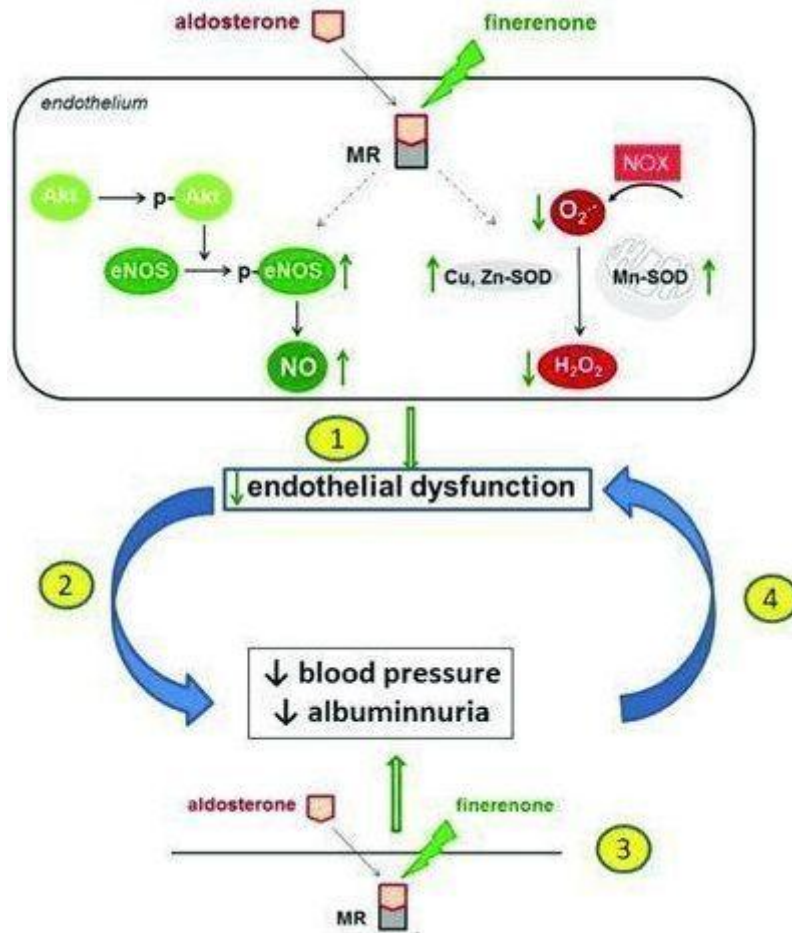 aldosterone
finerenone
endothelium
MR
NOX
Akt
p-Akt
O₂·⁻
eNOS
p-eNOS
Cu, Zn-SOD
Mn-SOD
NO
H₂O₂
1
endothelial dysfunction
2
4
↓ blood pressure
↓ albuminnuria
aldosterone
finerenone
3
MR